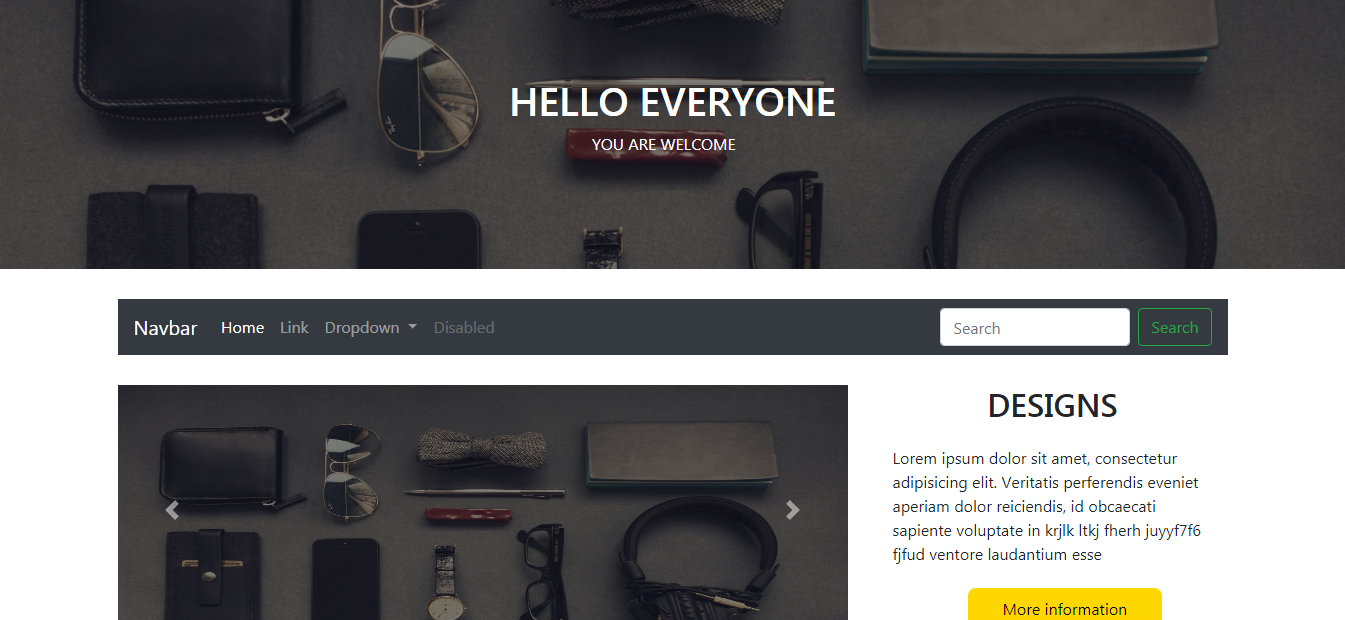 HELLO EVERYONE
YOU ARE WELCOME
Navbar Home Link Dropdown Disabled Search Search
DESIGNS
Lorem ipsum dolor sit amet, consectetur
adipisicing elit. Veritatis perferendis eveniet
aperiam dolor reiciendis, id obcaecati
sapiente voluptate in krjlk ltkj fherh juyyf7f6
fjfud ventore laudantium esse
More information